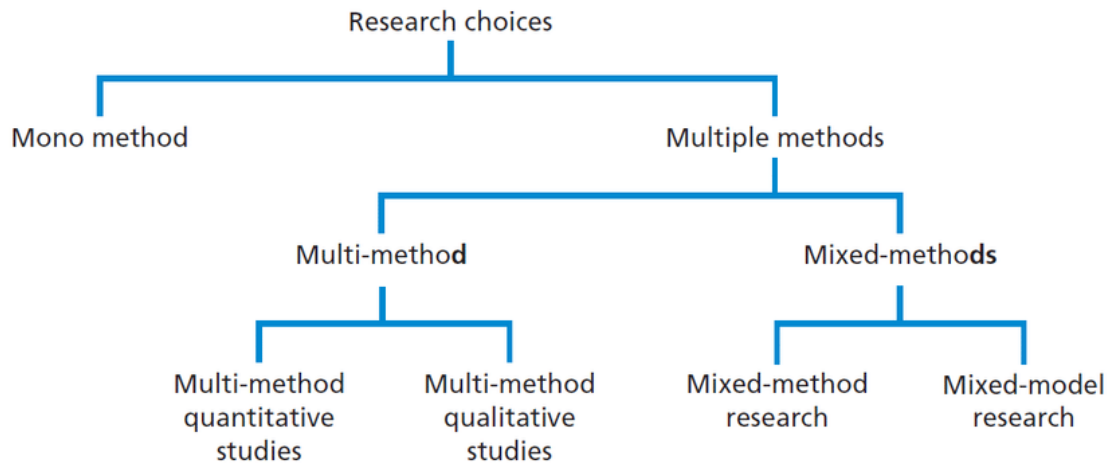 Research choices
Mono method
Multiple methods
Multi-method
Mixed-methods
Multi-method
quantitative
studies
Multi-method
qualitative
studies
Mixed-method
research
Mixed-model
research